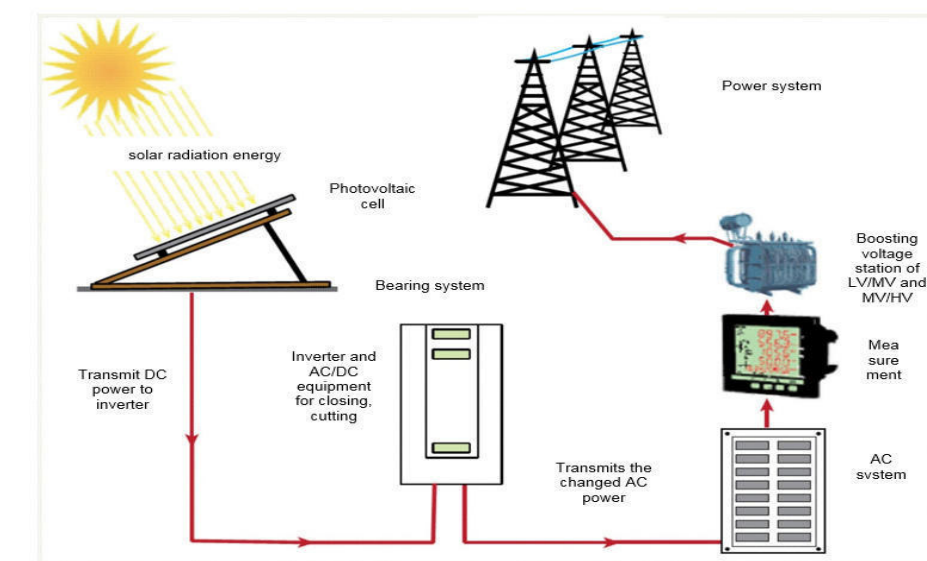 Power system
solar radiation energy
Photovoltaic
cell
Boosting
voltage
station of
LV/MV and
MV/HV
Bearing system
Inverter and
AC/DC
equipment
for closing,
cutting
Mea
sure
ment
Transmit DC
power to
inverter
Transmits the
changed AC
power
AC
svstem